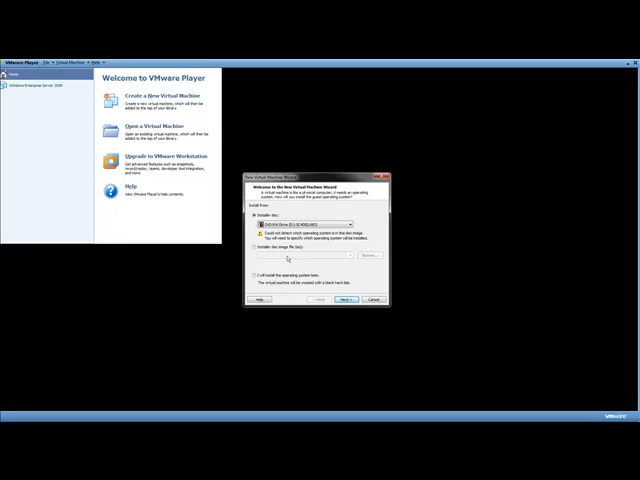 VMware Player File Virtual Machine Help
Home
Windows Enterprise Server 2008
Welcome to VMware Player
Create a New Virtual Machine
Create a new virtual machine, which will then be
added to the top of your library.
Open a Virtual Machine
Open an existing virtual machine, which will then be
added to the top of your library.
Upgrade to VMware Workstation
Get advanced features such as snapshots,
record/replay, teams, developer tool integration,
and more.
Help
View VMware Player's help contents.
New Virtual Machine Wizard
Welcome to the New Virtual Machine Wizard
A virtual machine is like a physical computer; it needs an operating
system. How will you install the guest operating system?
Install from:
Installer disc:
DVD RW Drive (D:)
Could not detect which operating system is in this disc image.
You will need to specify which operating system will be installed.
Installer disc image file (iso):
Browse...
I will install the operating system later.
The virtual machine will be created with a blank hard disk.
Help
< Back
Next >
Cancel
vmware